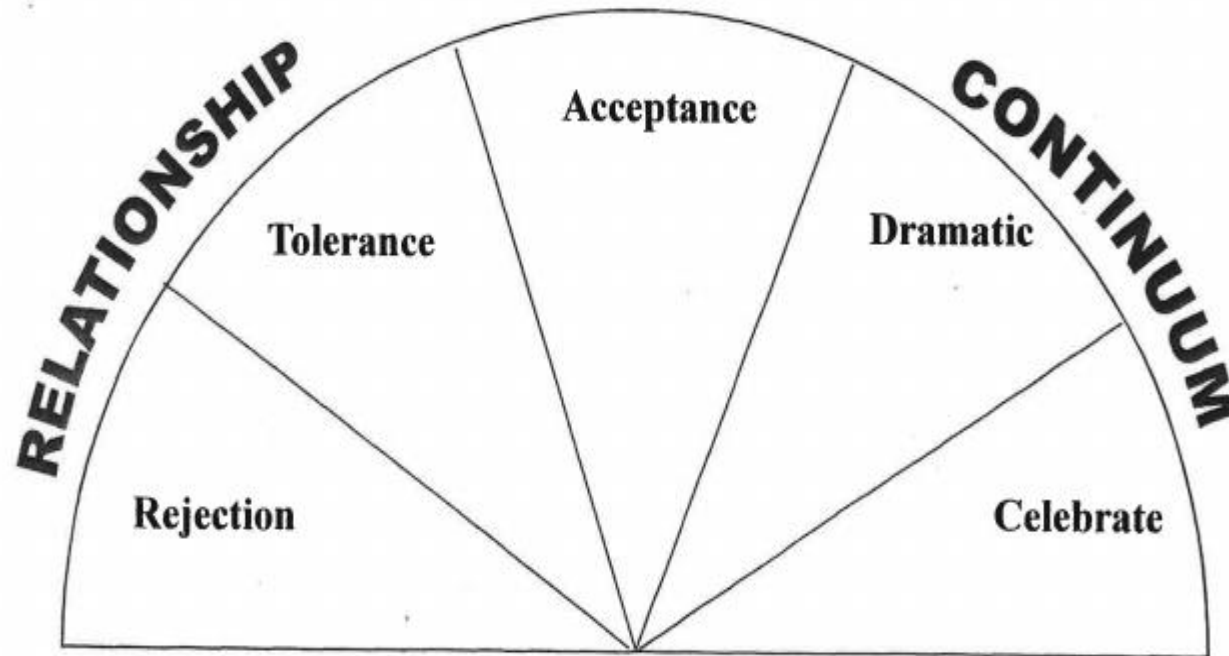 RELATIONSHIP
CONTINUUM
Rejection
Tolerance
Acceptance
Dramatic
Celebrate